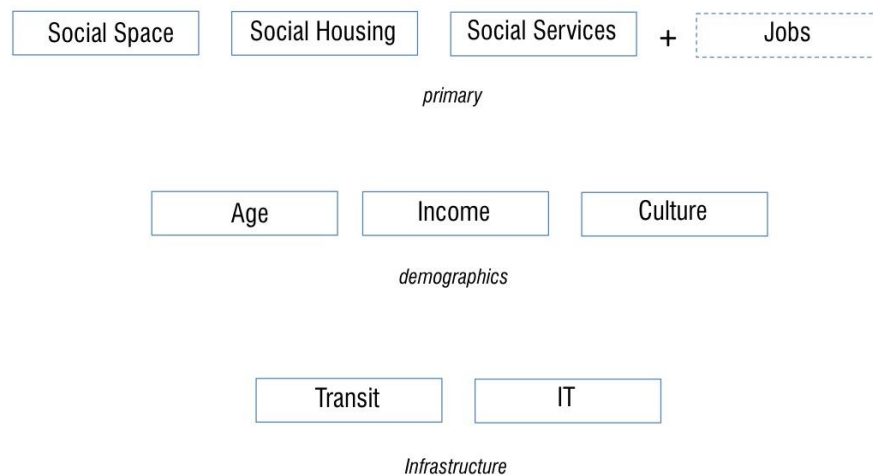 Social Space Social Housing Social Services + Jobs
primary
Age Income Culture
demographics
Transit IT
Infrastructure